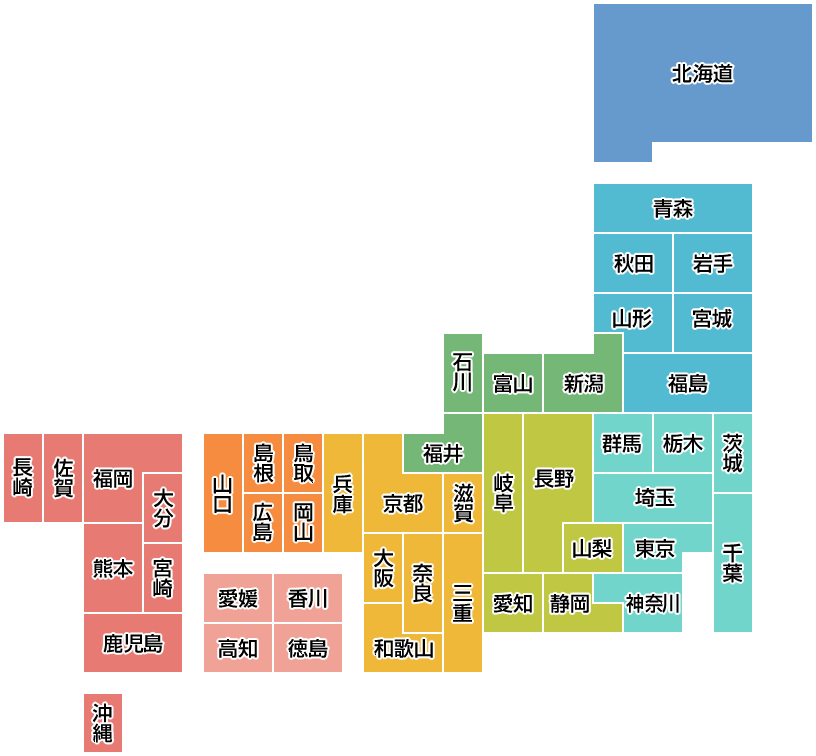 北海道
青森
秋田
岩手
山形
宮城
福島
石川
富山
新潟
福井
岐阜
長野
群馬
栃木
茨城
埼玉
山梨
東京
千葉
愛知
静岡
神奈川
京都
滋賀
兵庫
大阪
奈良
三重
和歌山
山口
島根
鳥取
広島
岡山
愛媛
香川
高知
徳島
長崎
佐賀
福岡
大分
熊本
宮崎
鹿児島
沖縄